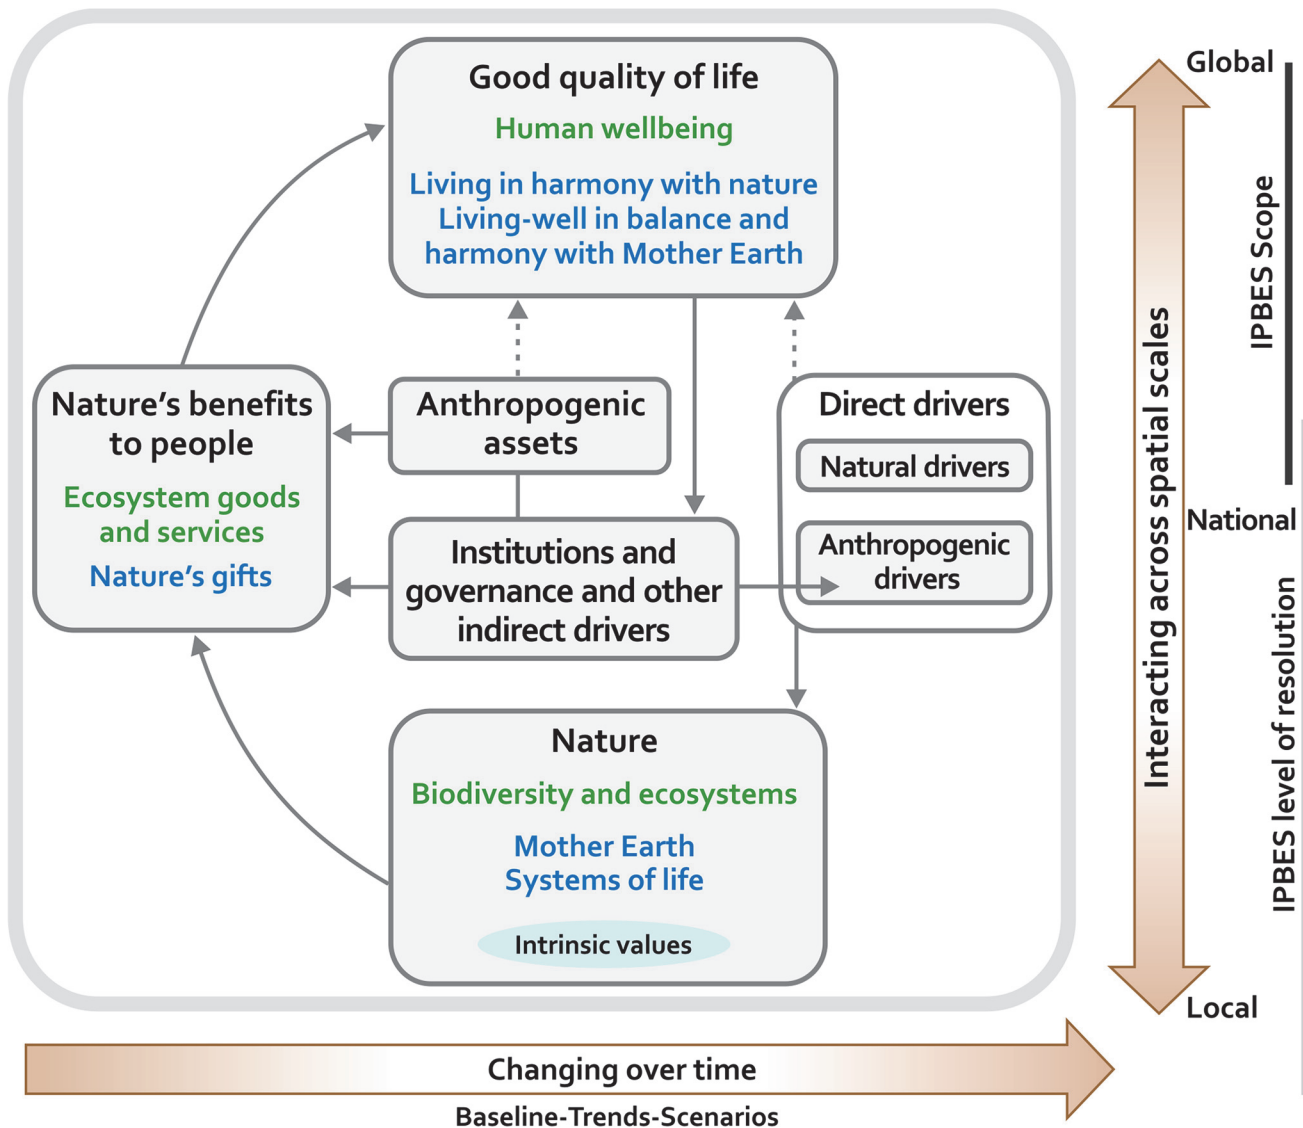 Good quality of life
Human wellbeing
Living in harmony with nature
Living-well in balance and
harmony with Mother Earth
Nature's benefits
to people
Ecosystem goods
and services
Nature's gifts
Anthropogenic
assets
Direct drivers
Natural drivers
Anthropogenic
drivers
Institutions and
governance and other
indirect drivers
Nature
Biodiversity and ecosystems
Mother Earth
Systems of life
Intrinsic values
Changing over time
Baseline-Trends-Scenarios
Interacting across spatial scales
Global
National
Local
IPBES Scope
IPBES level of resolution